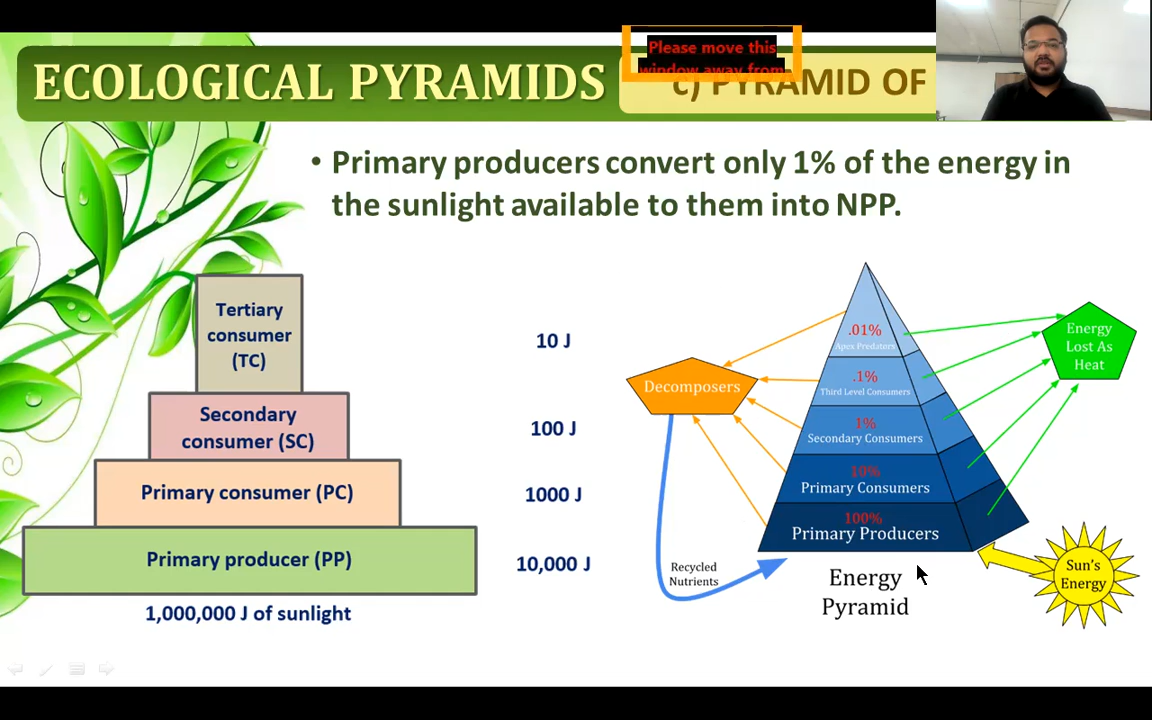 Please move this
window away from
ECOLOGICAL PYRAMIDS
c) PYRAMID OF
• Primary producers convert only 1% of the energy in
the sunlight available to them into NPP.
Tertiary
consumer
(TC)
10 J
Secondary
consumer (SC)
100 J
Primary consumer (PC)
1000 J
Primary producer (PP)
10,000 J
1,000,000 J of sunlight
.01%
Apex Predators
.1%
Third Level Consumers
1%
Secondary Consumers
10%
Primary Consumers
100%
Primary Producers
Decomposers
Energy
Lost As
Heat
Recycled
Nutrients
Sun's
Energy
Energy
Pyramid